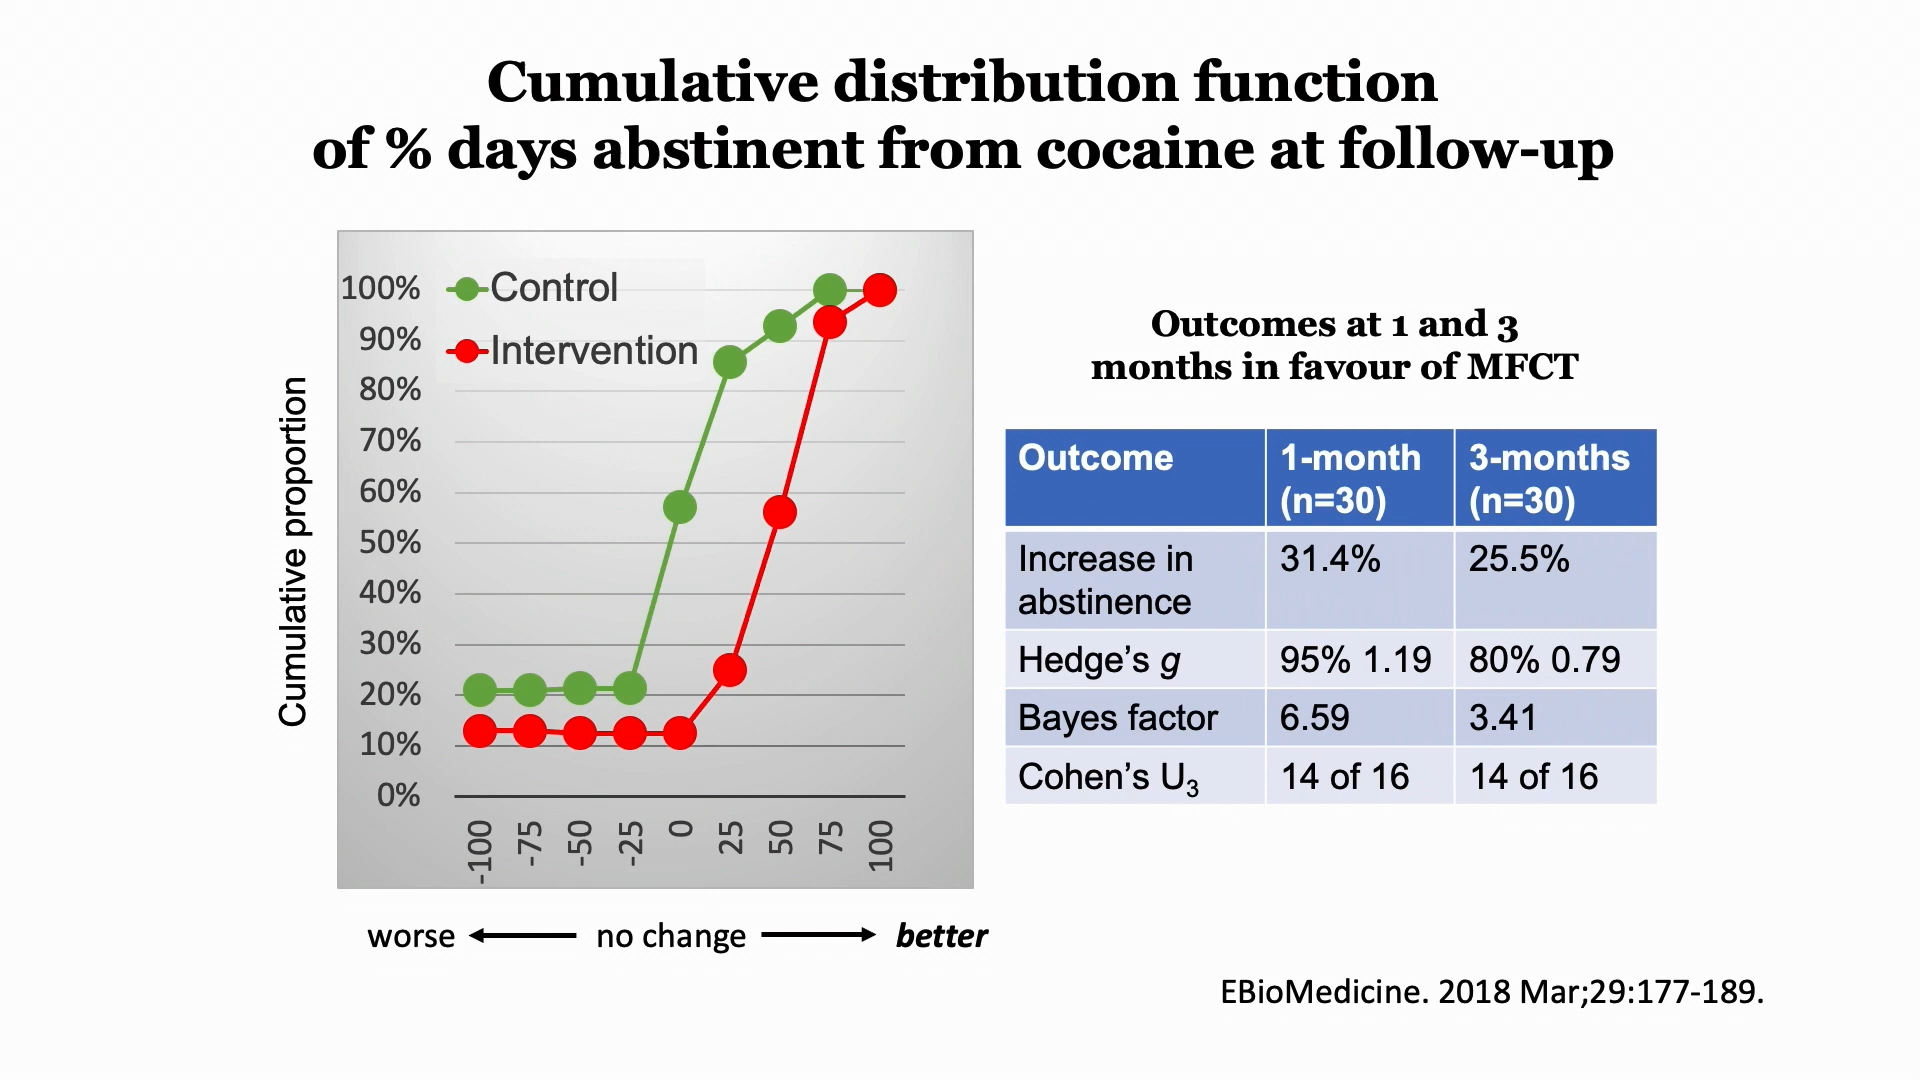 Cumulative distribution function
of % days abstinent from cocaine at follow-up
Cumulative proportion
100%
90%
80%
70%
60%
50%
40%
30%
20%
10%
0%
Control
Intervention
-100
-75
-50
-25
0
25
50
75
100
worse
no change
better
Outcomes at 1 and 3
months in favour of MFCT
Outcome
1-month
(n=30)
3-months
(n=30)
Increase in
abstinence
31.4%
25.5%
Hedge's g
95% 1.19
80% 0.79
Bayes factor
6.59
3.41
Cohen's U₃
14 of 16
14 of 16
EBioMedicine. 2018 Mar;29:177-189.